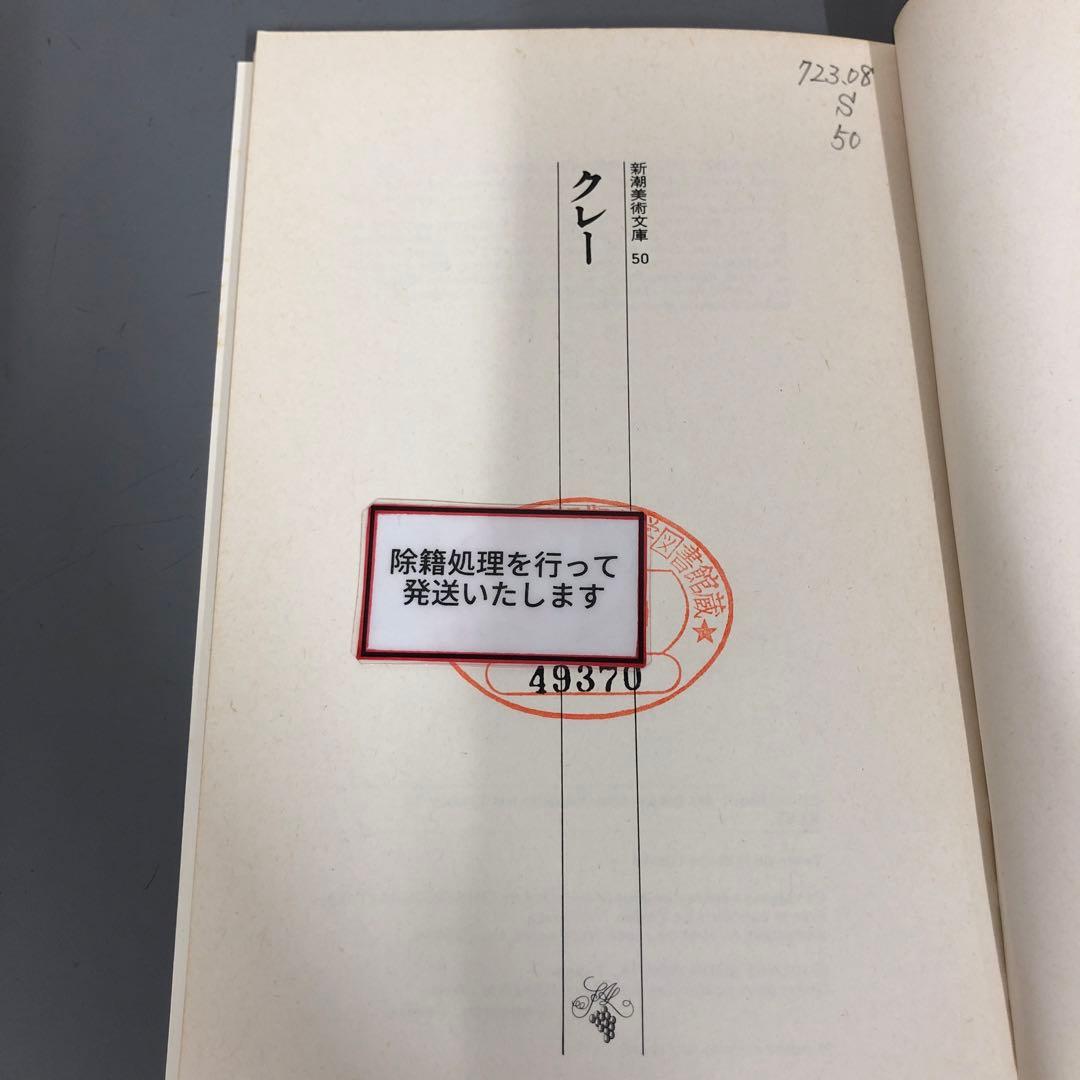 723.08
S
50
新潮美術文庫 50
クレー
除籍処理を行って
発送いたします
図書館蔵★
49370